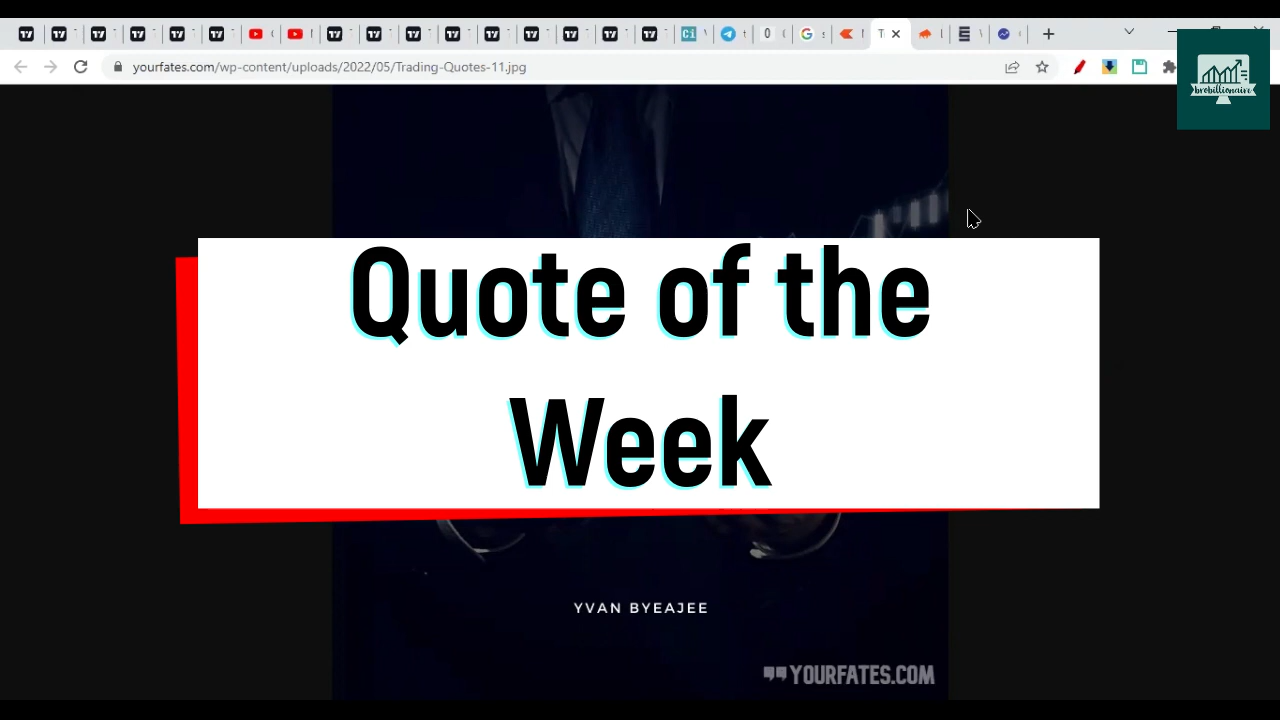 yourfates.com/wp-content/uploads/2022/05/Trading-Quotes-11.jpg
brobillionaire
Quote of the
Week
YVAN BYEAJEE
YOURFATES.COM